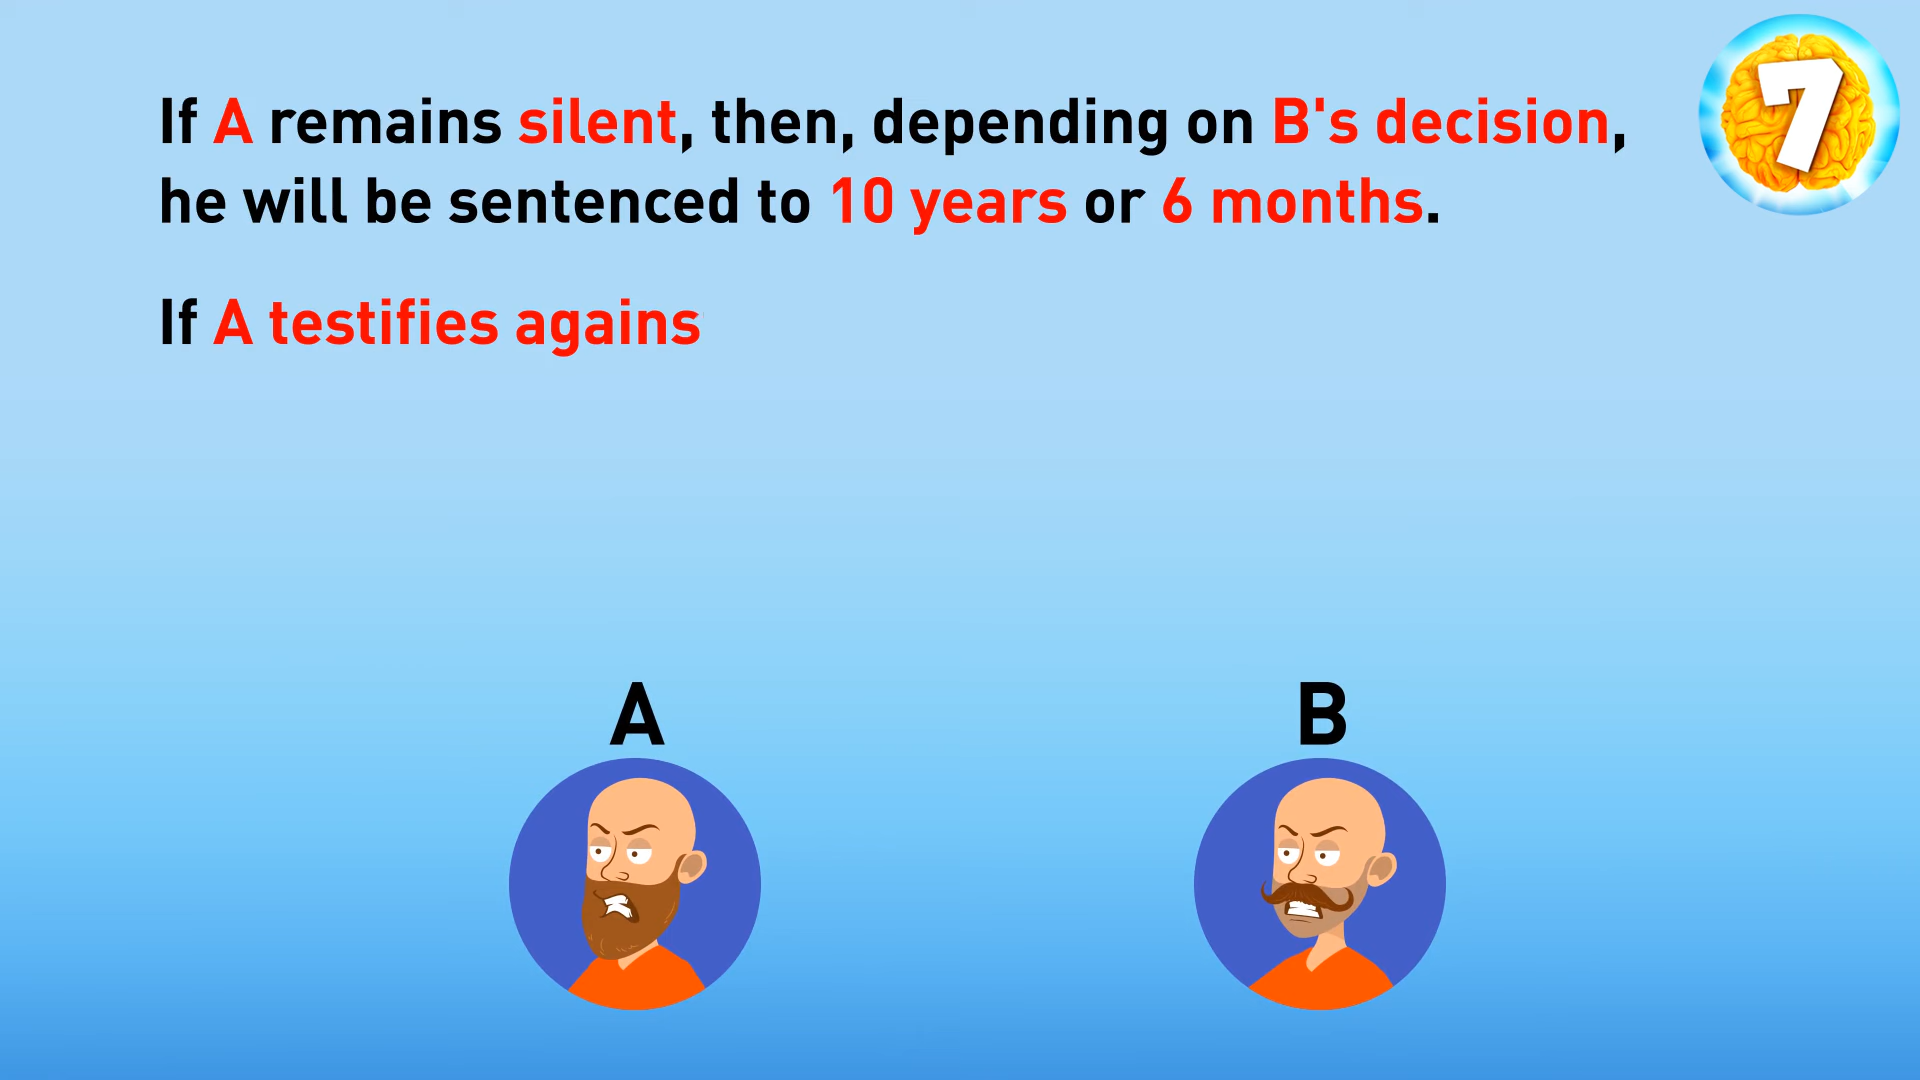 7
If A remains silent, then, depending on B's decision,
he will be sentenced to 10 years or 6 months.
If A testifies agains
A
B